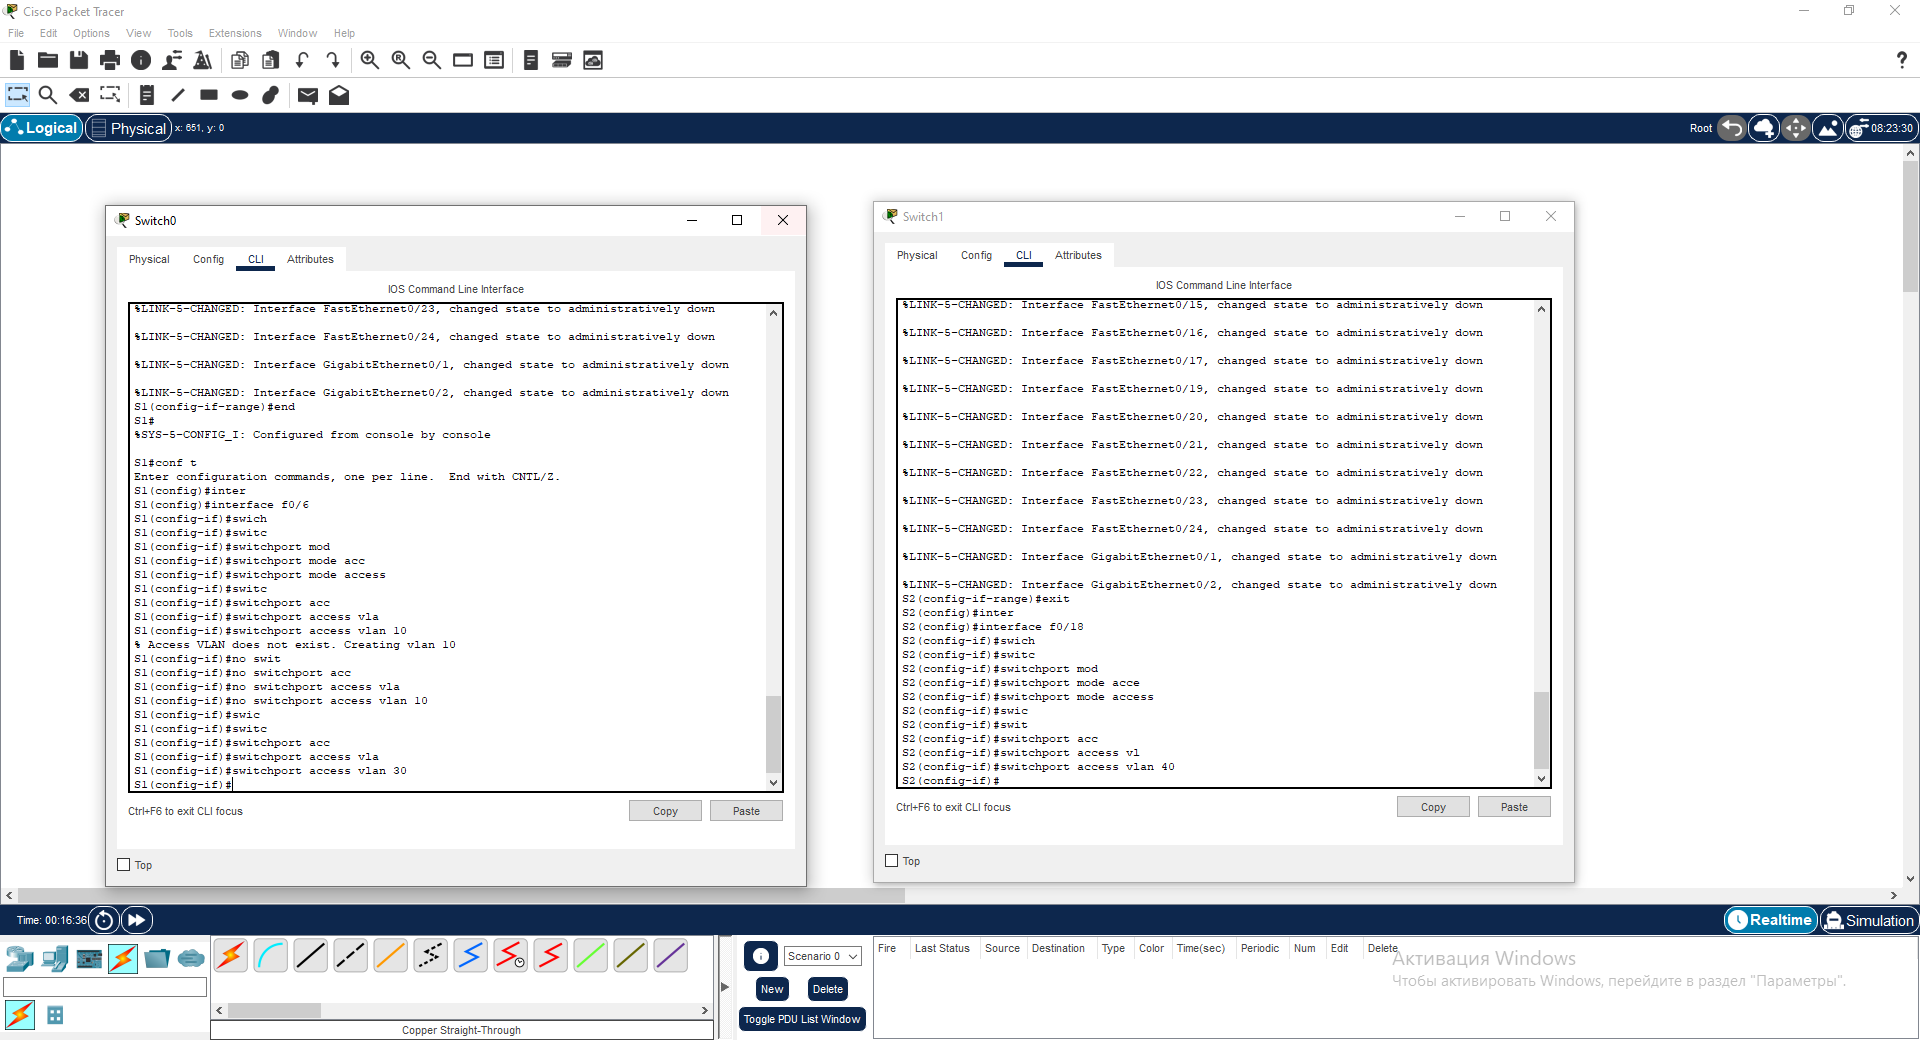 Cisco Packet Tracer
File Edit Options View Tools Extensions Window Help
?
Logical Physical x: 651, y: 0 Root 08:23:30
Switch0
Physical Config CLI Attributes
IOS Command Line Interface
%LINK-5-CHANGED: Interface FastEthernet0/23, changed state to administratively down
%LINK-5-CHANGED: Interface FastEthernet0/24, changed state to administratively down
%LINK-5-CHANGED: Interface GigabitEthernet0/1, changed state to administratively down
%LINK-5-CHANGED: Interface GigabitEthernet0/2, changed state to administratively down
S1(config-if-range)#end
S1#
%SYS-5-CONFIG_I: Configured from console by console
S1#conf t
Enter configuration commands, one per line.  End with CNTL/Z.
S1(config)#inter
S1(config)#interface f0/6
S1(config-if)#swich
S1(config-if)#switc
S1(config-if)#switchport mod
S1(config-if)#switchport mode acc
S1(config-if)#switchport mode access
S1(config-if)#switc
S1(config-if)#switchport acc
S1(config-if)#switchport access vla
S1(config-if)#switchport access vlan 10
% Access VLAN does not exist. Creating vlan 10
S1(config-if)#no swit
S1(config-if)#no switchport acc
S1(config-if)#no switchport access vla
S1(config-if)#no switchport access vlan 10
S1(config-if)#swic
S1(config-if)#switc
S1(config-if)#switchport acc
S1(config-if)#switchport access vla
S1(config-if)#switchport access vlan 30
S1(config-if)#
Ctrl+F6 to exit CLI focus Copy Paste
Top
Switch1
Physical Config CLI Attributes
IOS Command Line Interface
%LINK-5-CHANGED: Interface FastEthernet0/15, changed state to administratively down
%LINK-5-CHANGED: Interface FastEthernet0/16, changed state to administratively down
%LINK-5-CHANGED: Interface FastEthernet0/17, changed state to administratively down
%LINK-5-CHANGED: Interface FastEthernet0/19, changed state to administratively down
%LINK-5-CHANGED: Interface FastEthernet0/20, changed state to administratively down
%LINK-5-CHANGED: Interface FastEthernet0/21, changed state to administratively down
%LINK-5-CHANGED: Interface FastEthernet0/22, changed state to administratively down
%LINK-5-CHANGED: Interface FastEthernet0/23, changed state to administratively down
%LINK-5-CHANGED: Interface FastEthernet0/24, changed state to administratively down
%LINK-5-CHANGED: Interface GigabitEthernet0/1, changed state to administratively down
%LINK-5-CHANGED: Interface GigabitEthernet0/2, changed state to administratively down
S2(config-if-range)#exit
S2(config)#inter
S2(config)#interface f0/18
S2(config-if)#swich
S2(config-if)#switc
S2(config-if)#switchport mod
S2(config-if)#switchport mode acce
S2(config-if)#switchport mode access
S2(config-if)#swic
S2(config-if)#swit
S2(config-if)#switchport acc
S2(config-if)#switchport access vl
S2(config-if)#switchport access vlan 40
S2(config-if)#
Ctrl+F6 to exit CLI focus Copy Paste
Top
Time: 00:16:36 Realtime Simulation
Copper Straight-Through
Scenario 0
New Delete
Toggle PDU List Window
Fire Last Status Source Destination Type Color Time(sec) Periodic Num Edit Delete
Активация Windows
Чтобы активировать Windows, перейдите в раздел "Параметры".